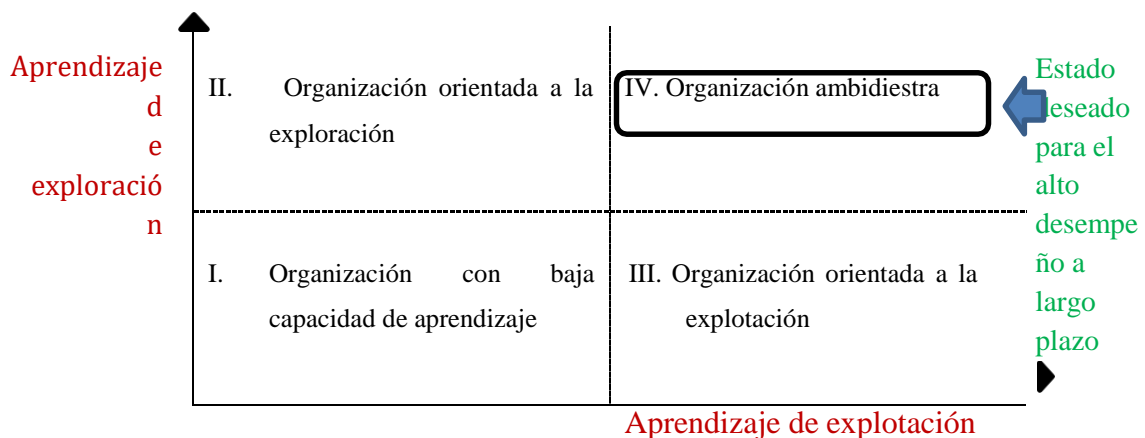 Aprendizaje
d
e
exploració
n
II. Organización orientada a la
exploración
IV. Organización ambidiestra
Estado
deseado
para el
alto
desempe
ño a
largo
plazo
I. Organización con baja
capacidad de aprendizaje
III. Organización orientada a la
explotación
Aprendizaje de explotación